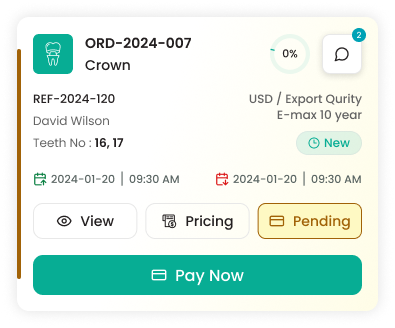 ORD-2024-007
Crown
0%
2
REF-2024-120
USD / Export Qurity
David Wilson
E-max 10 year
Teeth No : 16, 17
New
2024-01-20 | 09:30 AM
2024-01-20 | 09:30 AM
View
Pricing
Pending
Pay Now